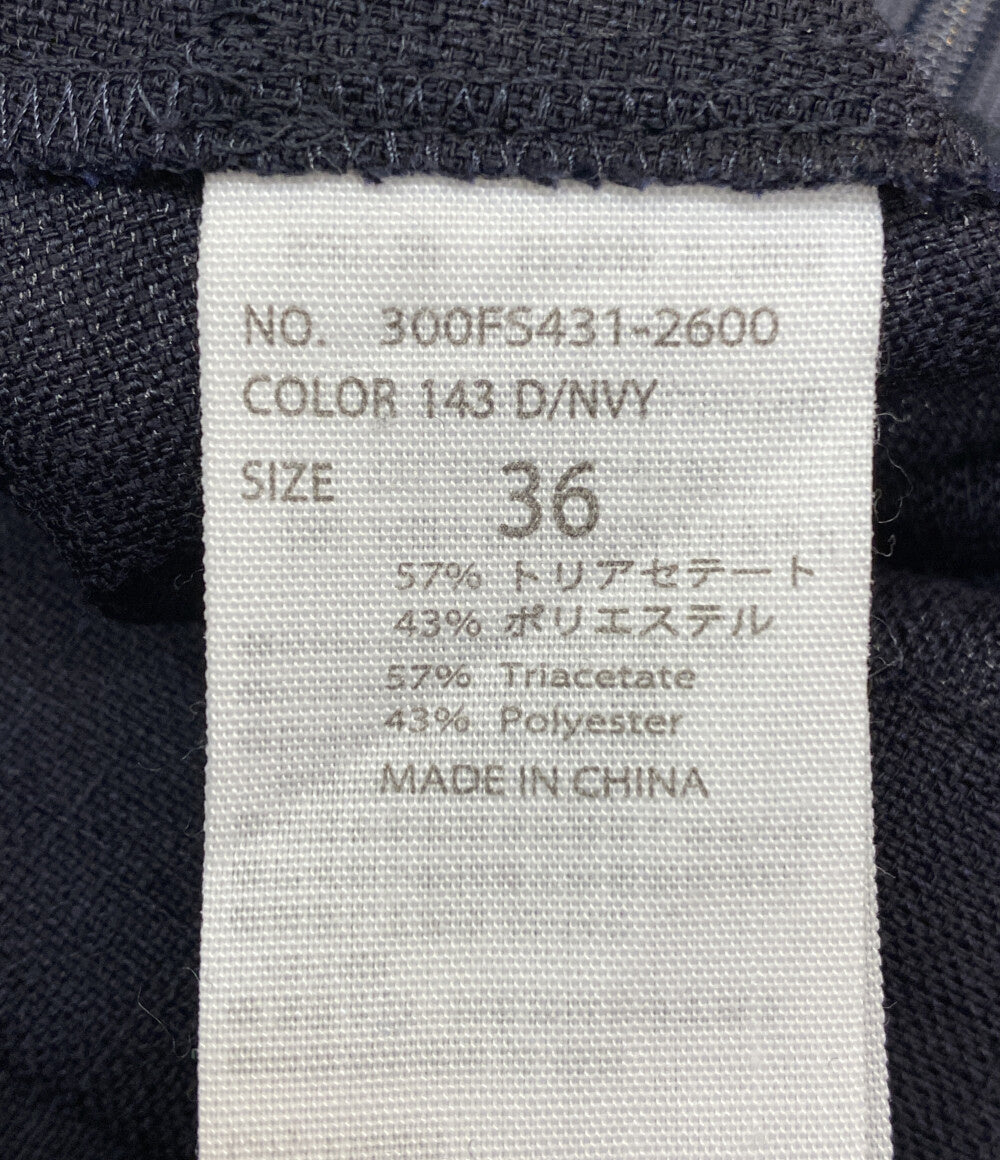 NO. 300FS431-2600
COLOR 143 D/NVY
SIZE 36
57% トリアセテート
43% ポリエステル
57% Triacetate
43% Polyester
MADE IN CHINA